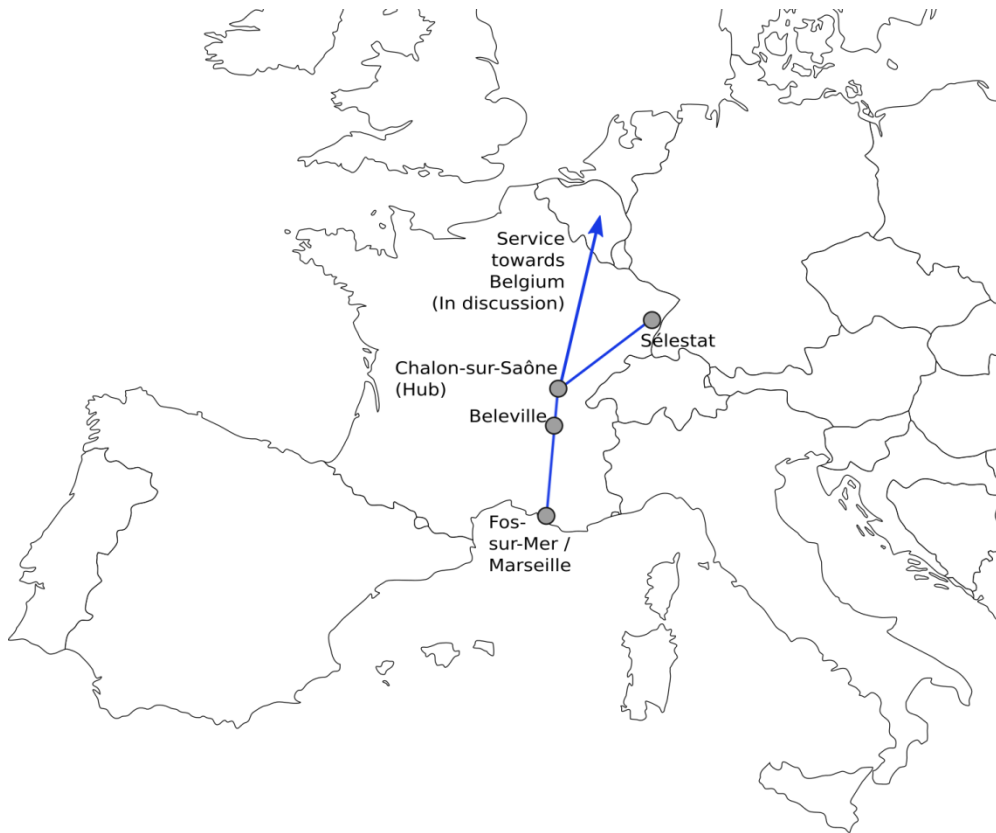 Service
towards
Belgium
(In discussion)
Sélestat
Chalon-sur-Saône
(Hub)
Beleville
Fos-
sur-Mer /
Marseille